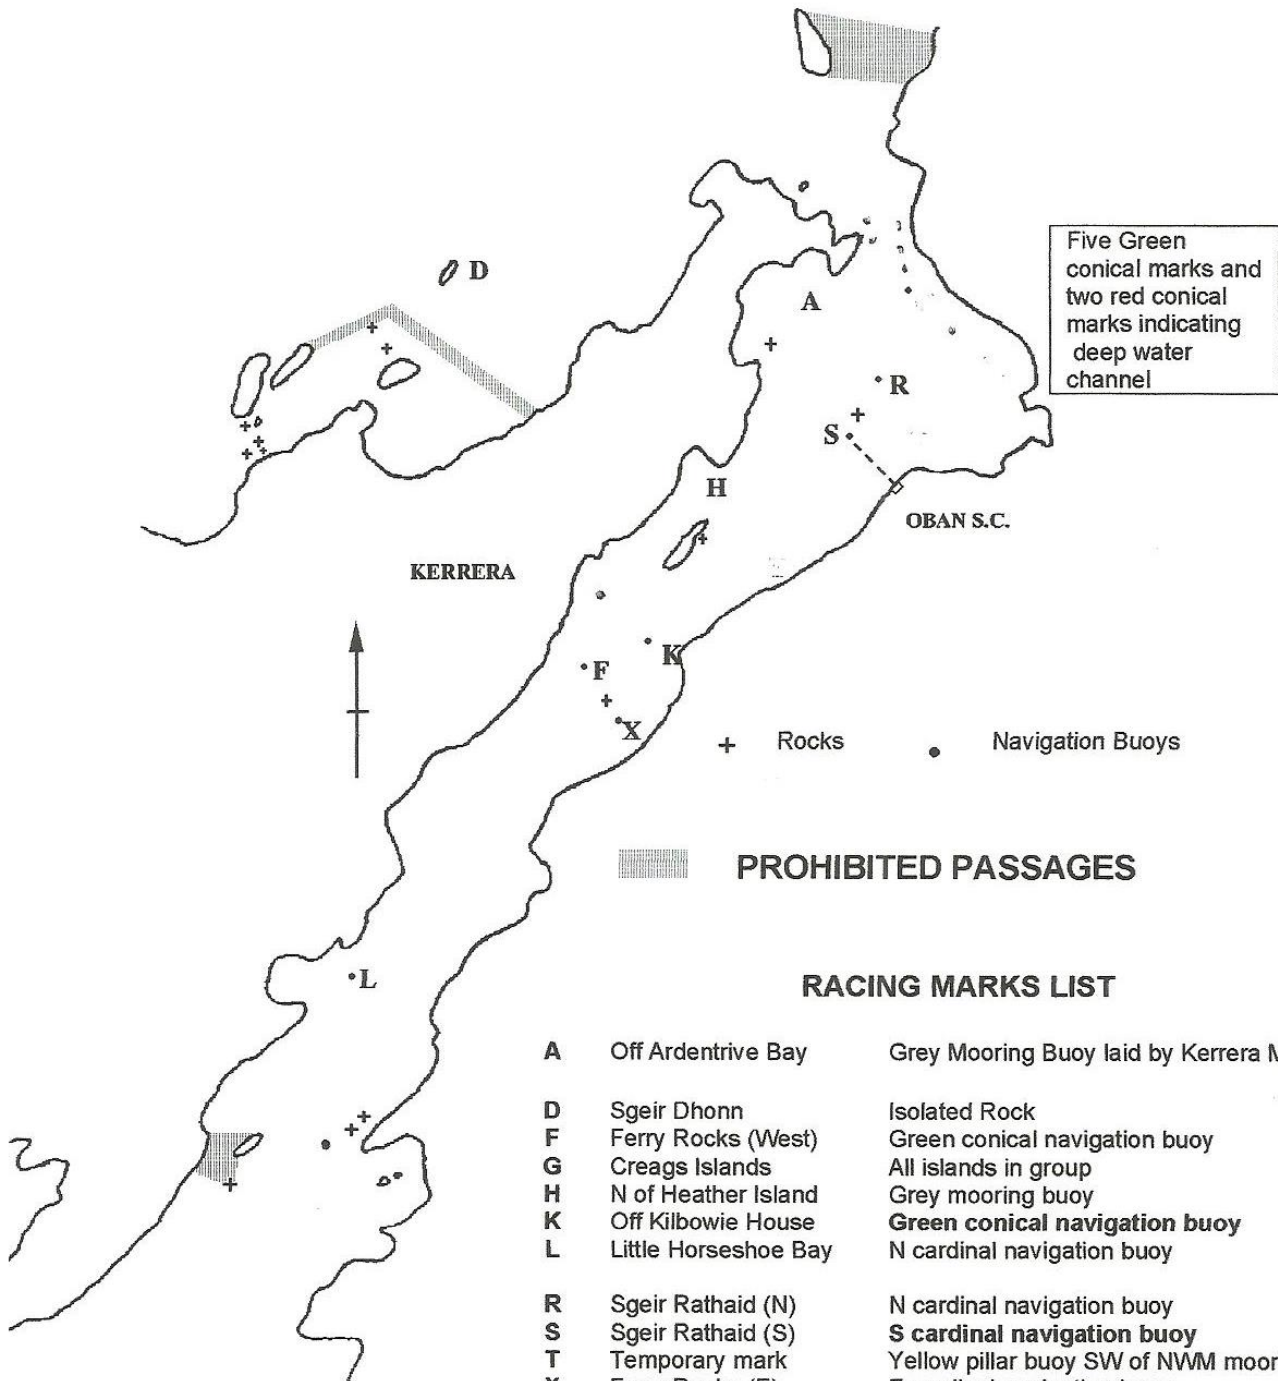 Five Green
conical marks and
two red conical
marks indicating
deep water
channel
D
A
R
S
H
OBAN S.C.
KERRERA
K
F
X
+ Rocks
• Navigation Buoys
PROHIBITED PASSAGES
L
RACING MARKS LIST
A Off Ardentrive Bay Grey Mooring Buoy laid by Kerrera M
D Sgeir Dhonn Isolated Rock
F Ferry Rocks (West) Green conical navigation buoy
G Creags Islands All islands in group
H N of Heather Island Grey mooring buoy
K Off Kilbowie House Green conical navigation buoy
L Little Horseshoe Bay N cardinal navigation buoy
R Sgeir Rathaid (N) N cardinal navigation buoy
S Sgeir Rathaid (S) S cardinal navigation buoy
T Temporary mark Yellow pillar buoy SW of NWM moor